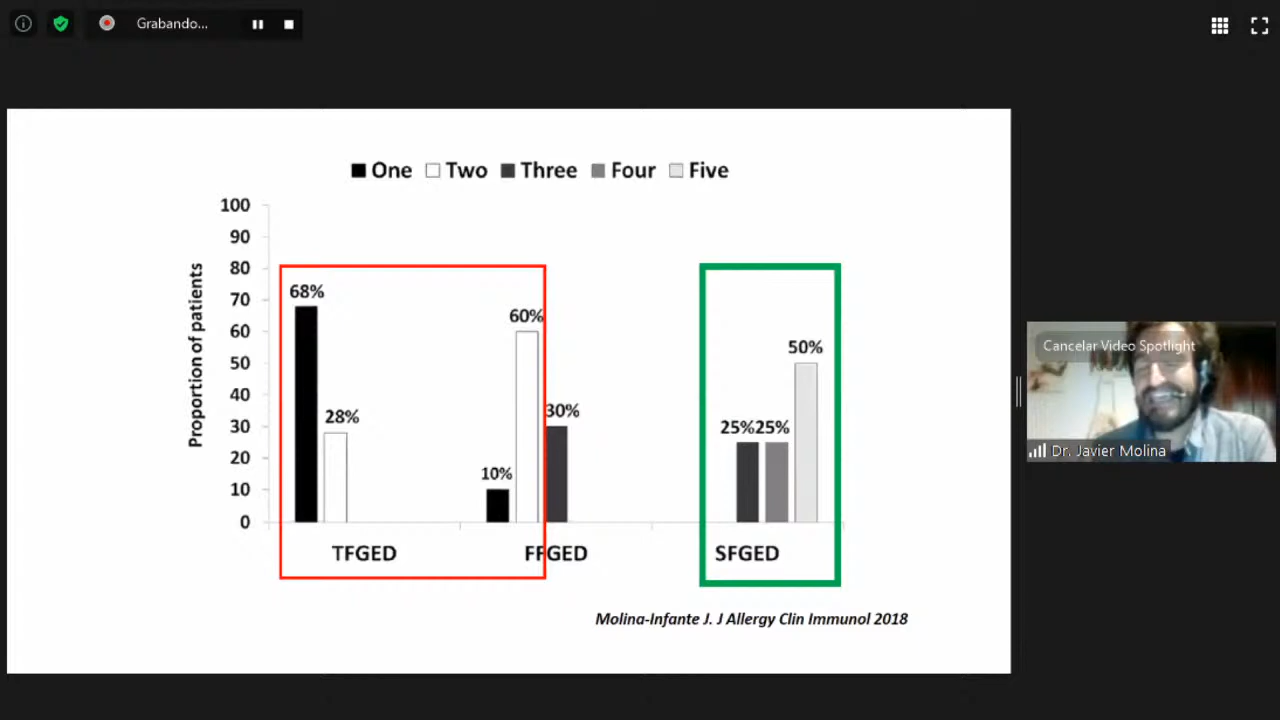 Grabando...
One Two Three Four Five
100
90
80
70
60
50
40
30
20
10
0
Proportion of patients
68%
28%
10%
60%
30%
25%
25%
50%
TFGED
FFGED
SFGED
Molina-Infante J. J Allergy Clin Immunol 2018
Cancelar Video Spotlight
Dr. Javier Molina